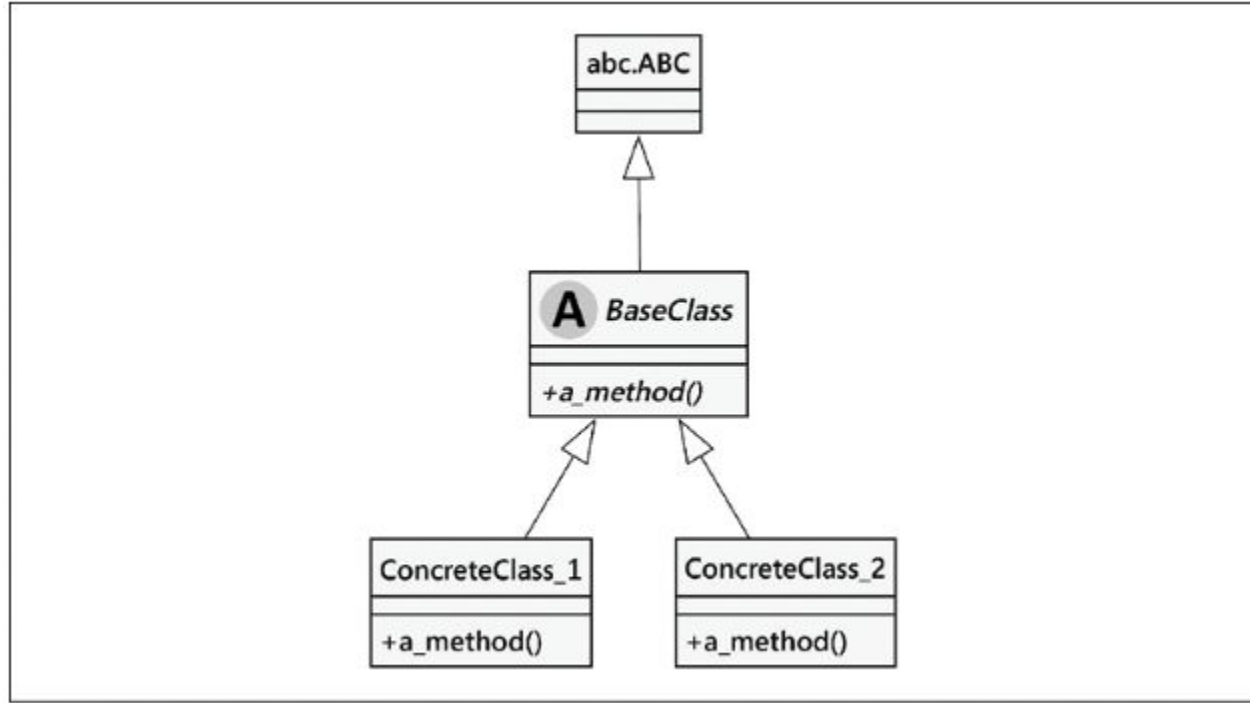 abc.ABC
A BaseClass
+a_method()
ConcreteClass_1
+a_method()
ConcreteClass_2
+a_method()